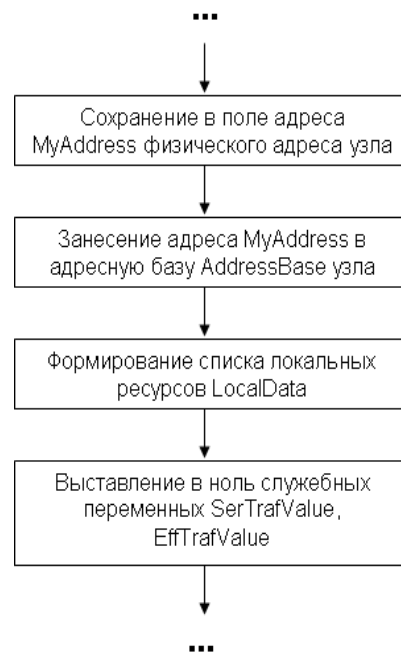 ...
Сохранение в поле адреса
MyAddress физического адреса узла
Занесение адреса MyAddress в
адресную базу AddressBase узла
Формирование списка локальных
ресурсов LocalData
Выставление в ноль служебных
переменных SerTrafValue,
EffTrafValue
...